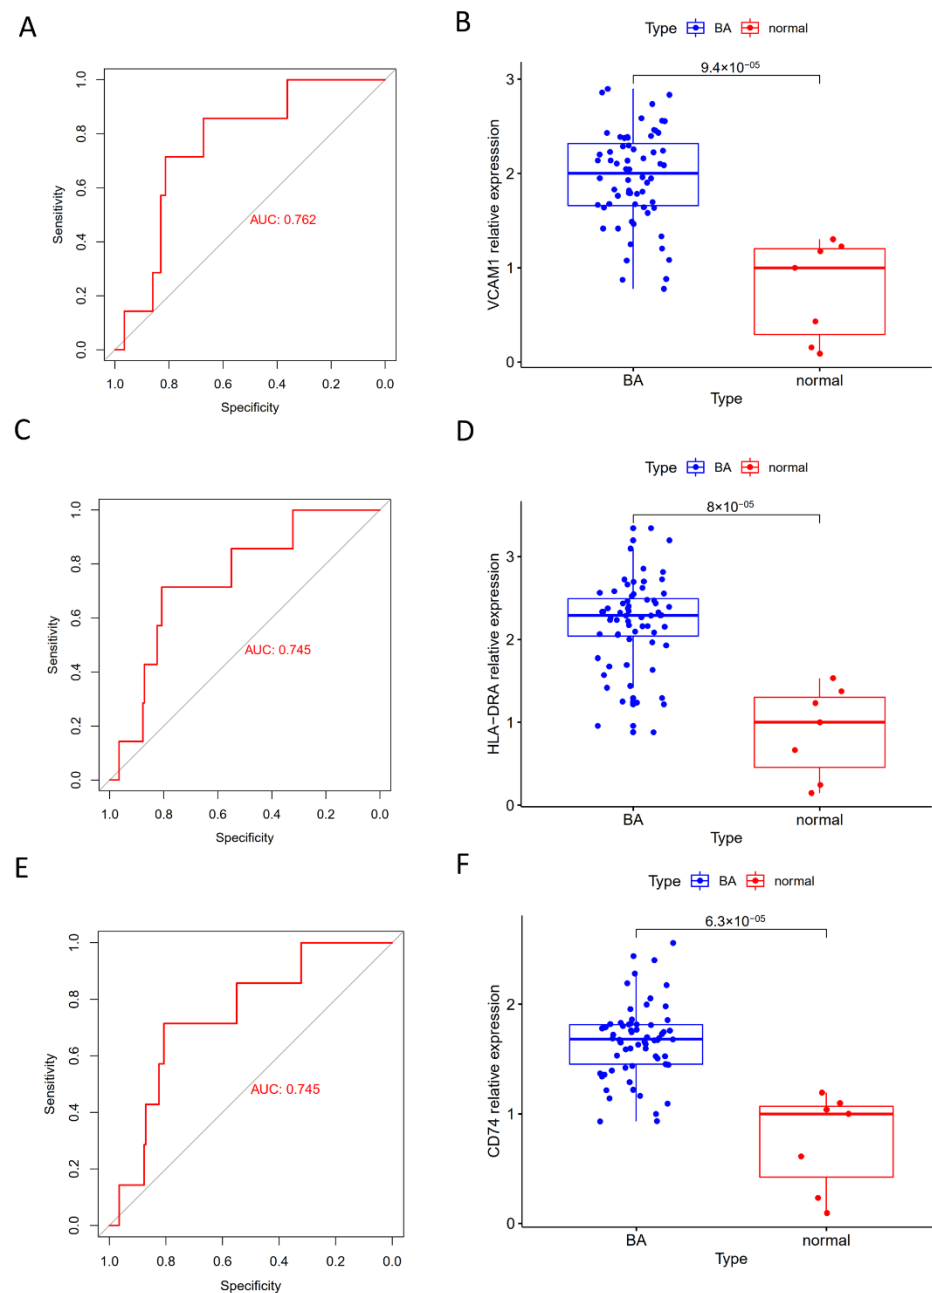 A
1.0
0.8
0.6
0.4
0.2
0.0
Sensitivity
AUC: 0.762
1.0 0.8 0.6 0.4 0.2 0.0
Specificity
B
Type BA normal
9.4×10⁻⁰⁵
3
2
1
0
VCAM1 relative expresssion
BA normal
Type
C
1.0
0.8
0.6
0.4
0.2
0.0
Sensitivity
AUC: 0.745
1.0 0.8 0.6 0.4 0.2 0.0
Specificity
D
Type BA normal
8×10⁻⁰⁵
3
2
1
0
HLA−DRA relative expression
BA normal
Type
E
1.0
0.8
0.6
0.4
0.2
0.0
Sensitivity
AUC: 0.745
1.0 0.8 0.6 0.4 0.2 0.0
Specificity
F
Type BA normal
6.3×10⁻⁰⁵
2
1
0
CD74 relative expression
BA normal
Type